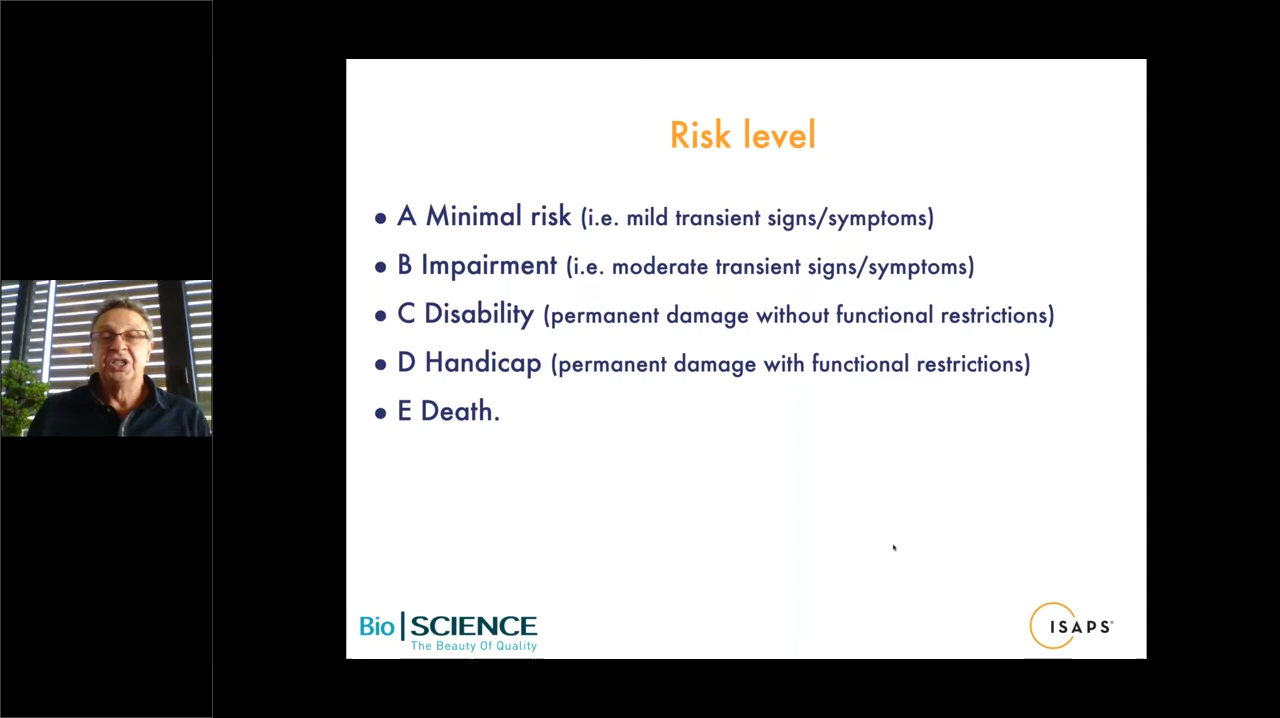 Risk level
• A Minimal risk (i.e. mild transient signs/symptoms)
• B Impairment (i.e. moderate transient signs/symptoms)
• C Disability (permanent damage without functional restrictions)
• D Handicap (permanent damage with functional restrictions)
• E Death.
Bio|SCIENCE
The Beauty Of Quality
ISAPS®